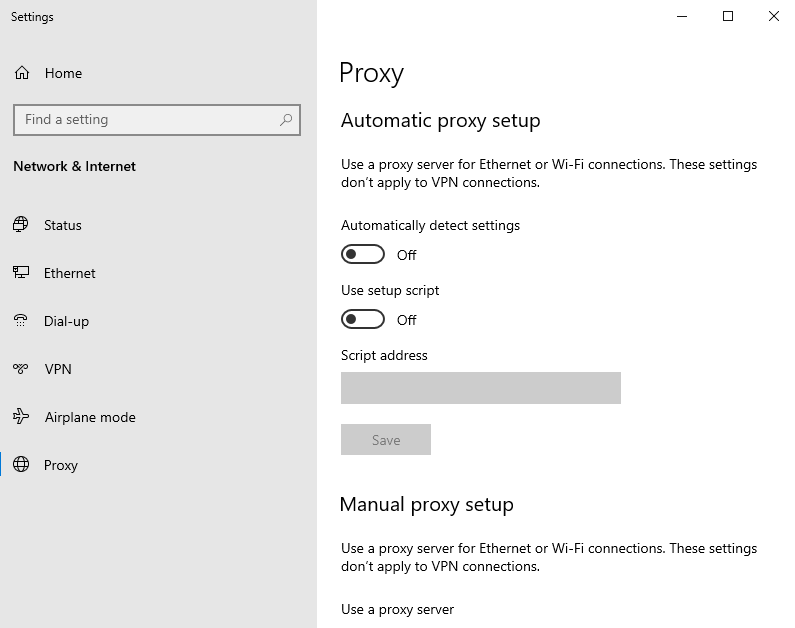 Settings
Home
Find a setting
Network & Internet
Status
Ethernet
Dial-up
VPN
Airplane mode
Proxy
Proxy
Automatic proxy setup
Use a proxy server for Ethernet or Wi-Fi connections. These settings
don't apply to VPN connections.
Automatically detect settings
Off
Use setup script
Off
Script address
Save
Manual proxy setup
Use a proxy server for Ethernet or Wi-Fi connections. These settings
don't apply to VPN connections.
Use a proxy server